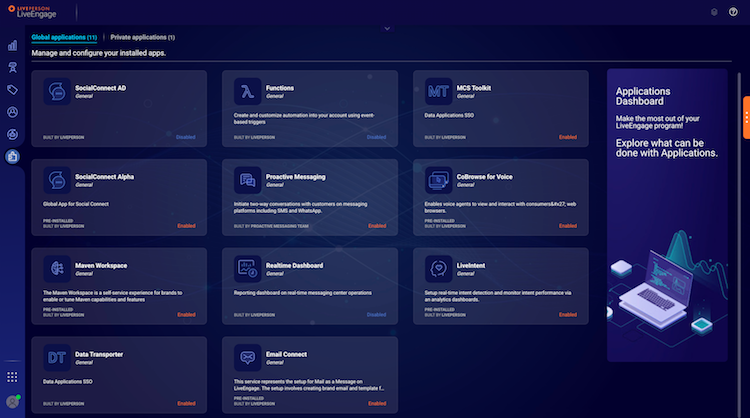 LIVEPERSON
LiveEngage
Global applications (11)
Private applications (1)
Manage and configure your installed apps.
SocialConnect AD
General
BUILT BY LIVEPERSON
Disabled
Functions
General
Create and customize automation into your account using event-
based triggers
BUILT BY LIVEPERSON
Disabled
MT
MCS Toolkit
General
Data Applications SSO
BUILT BY LIVEPERSON
Enabled
SocialConnect Alpha
General
Global App for Social Connect
PRE-INSTALLED
BUILT BY LIVEPERSON
Enabled
Proactive Messaging
General
Initiate two-way conversations with customers on messaging
platforms including SMS and WhatsApp.
BUILT BY PROACTIVE MESSAGING TEAM
Enabled
CoBrowse for Voice
General
Enables voice agents to view and interact with consumers&#x27; web
browsers.
PRE-INSTALLED
BUILT BY LIVEPERSON
Enabled
Maven Workspace
General
The Maven Workspace is a self-service experience for brands to
enable or tune Maven capabilities and features
PRE-INSTALLED
BUILT BY LIVEPERSON
Enabled
Realtime Dashboard
General
Reporting dashboard on real-time messaging center operations
BUILT BY LIVEPERSON
Disabled
LiveIntent
General
Setup real-time intent detection and monitor intent performance via
an analytics dashboards.
PRE-INSTALLED
BUILT BY LIVEPERSON
Enabled
DT
Data Transporter
General
Data Applications SSO
BUILT BY LIVEPERSON
Enabled
Email Connect
General
This service represents the setup for Mail as a Message on
LiveEngage. The setup involves creating brand email and template f...
PRE-INSTALLED
BUILT BY LIVEPERSON
Enabled
Applications
Dashboard
Make the most out of your
LiveEngage program!
Explore what can be
done with Applications.